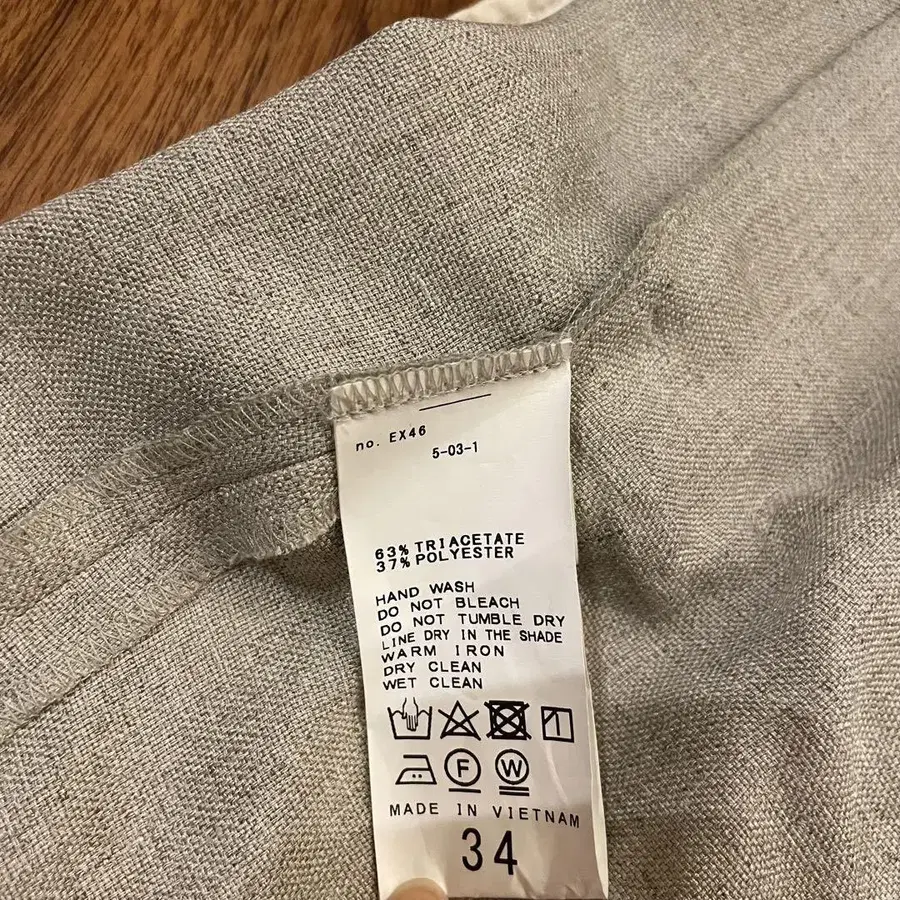 no. EX46
5-03-1
63% TRIACETATE
37% POLYESTER
HAND WASH
DO NOT BLEACH
DO NOT TUMBLE DRY
LINE DRY IN THE SHADE
WARM IRON
DRY CLEAN
WET CLEAN
F W
MADE IN VIETNAM
34